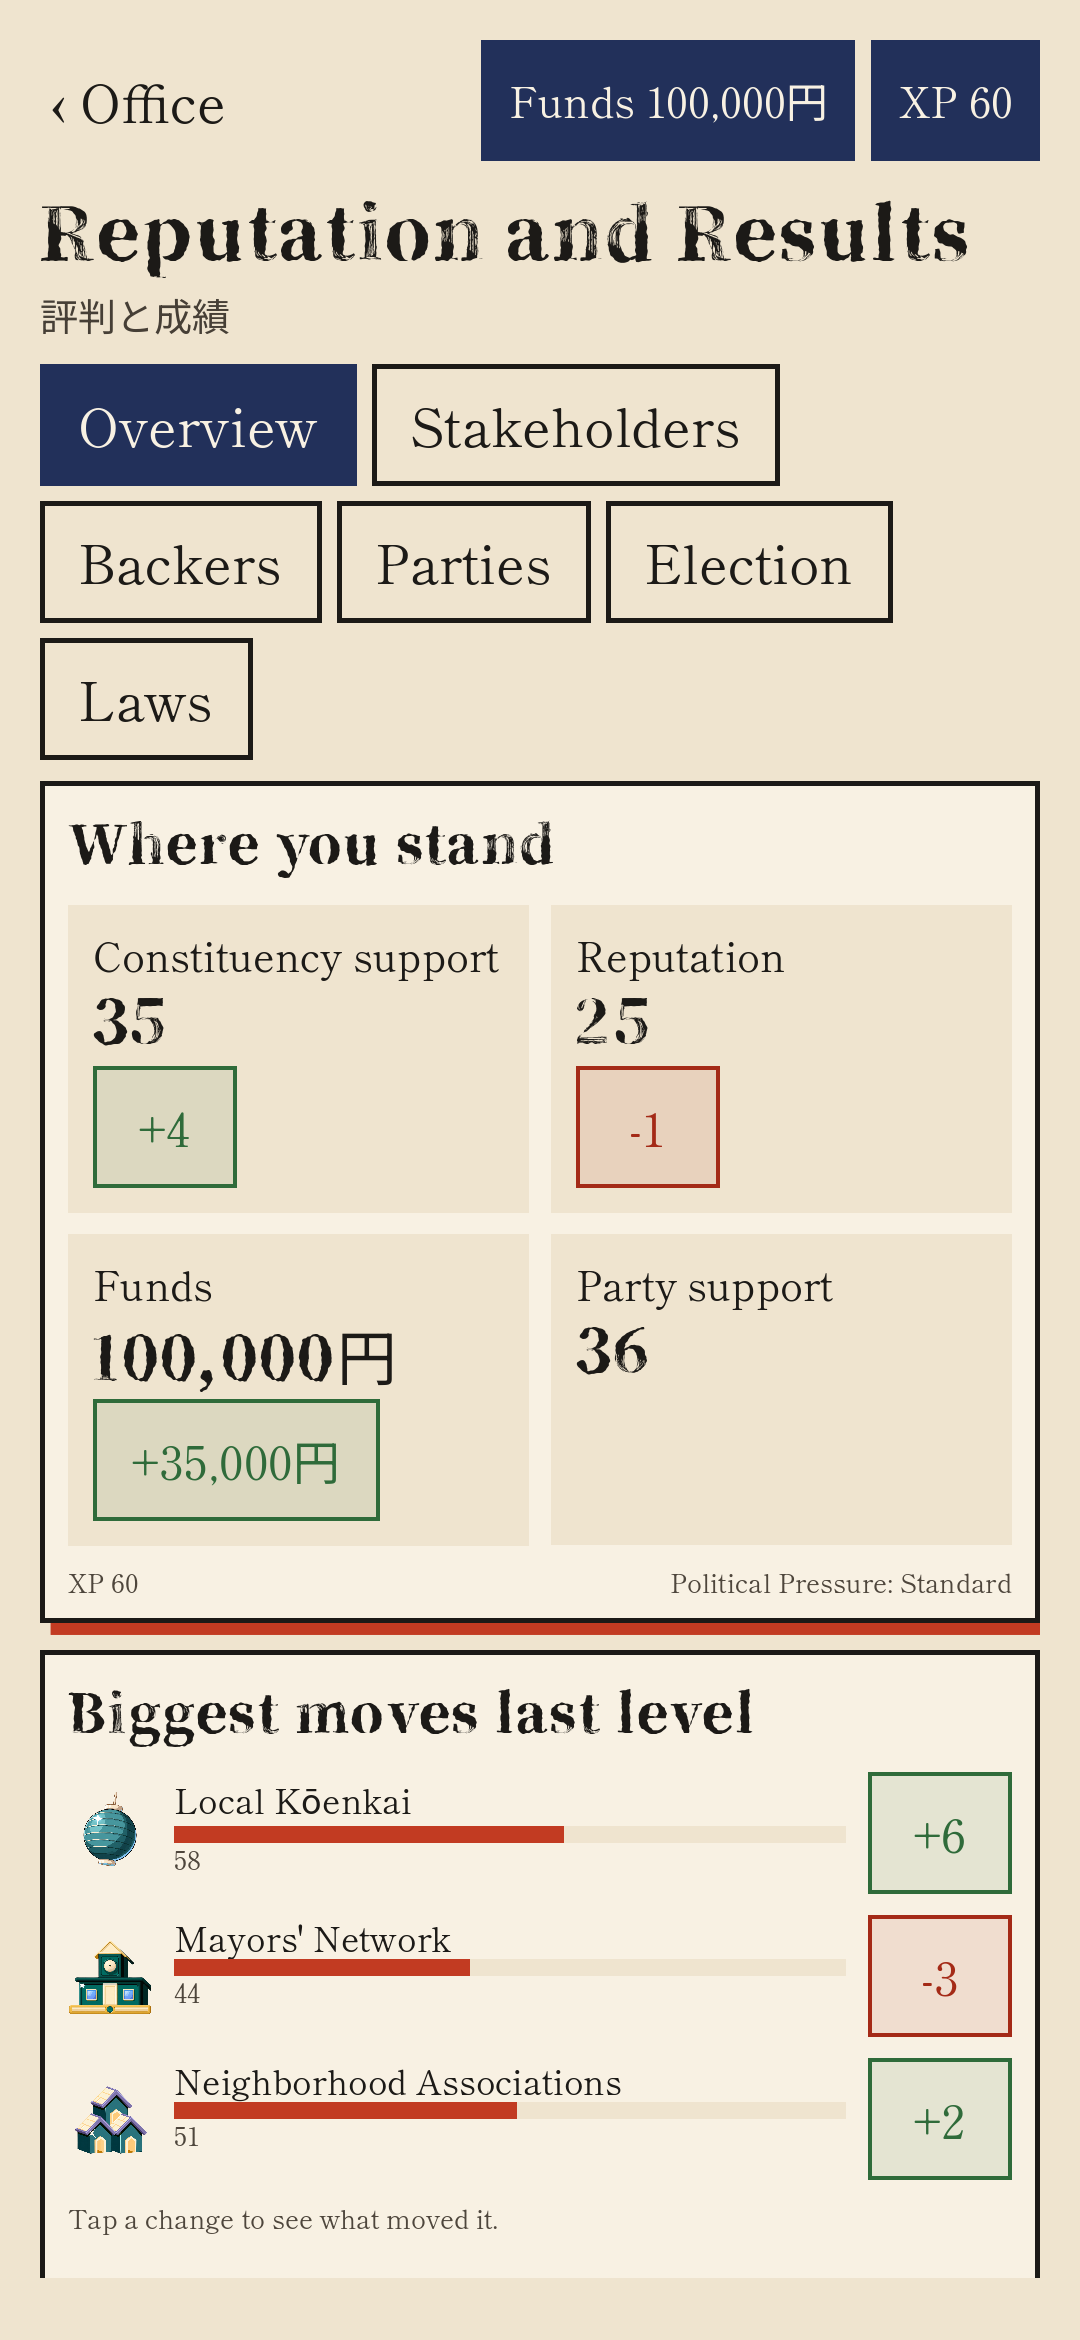 ‹ Office
Funds 100,000円
XP 60
Reputation and Results
評判と成績
Overview
Stakeholders
Backers
Parties
Election
Laws
Where you stand
Constituency support
35
+4
Reputation
25
-1
Funds
100,000円
+35,000円
Party support
36
XP 60
Political Pressure: Standard
Biggest moves last level
Local Kōenkai
58
+6
Mayors' Network
44
-3
Neighborhood Associations
51
+2
Tap a change to see what moved it.